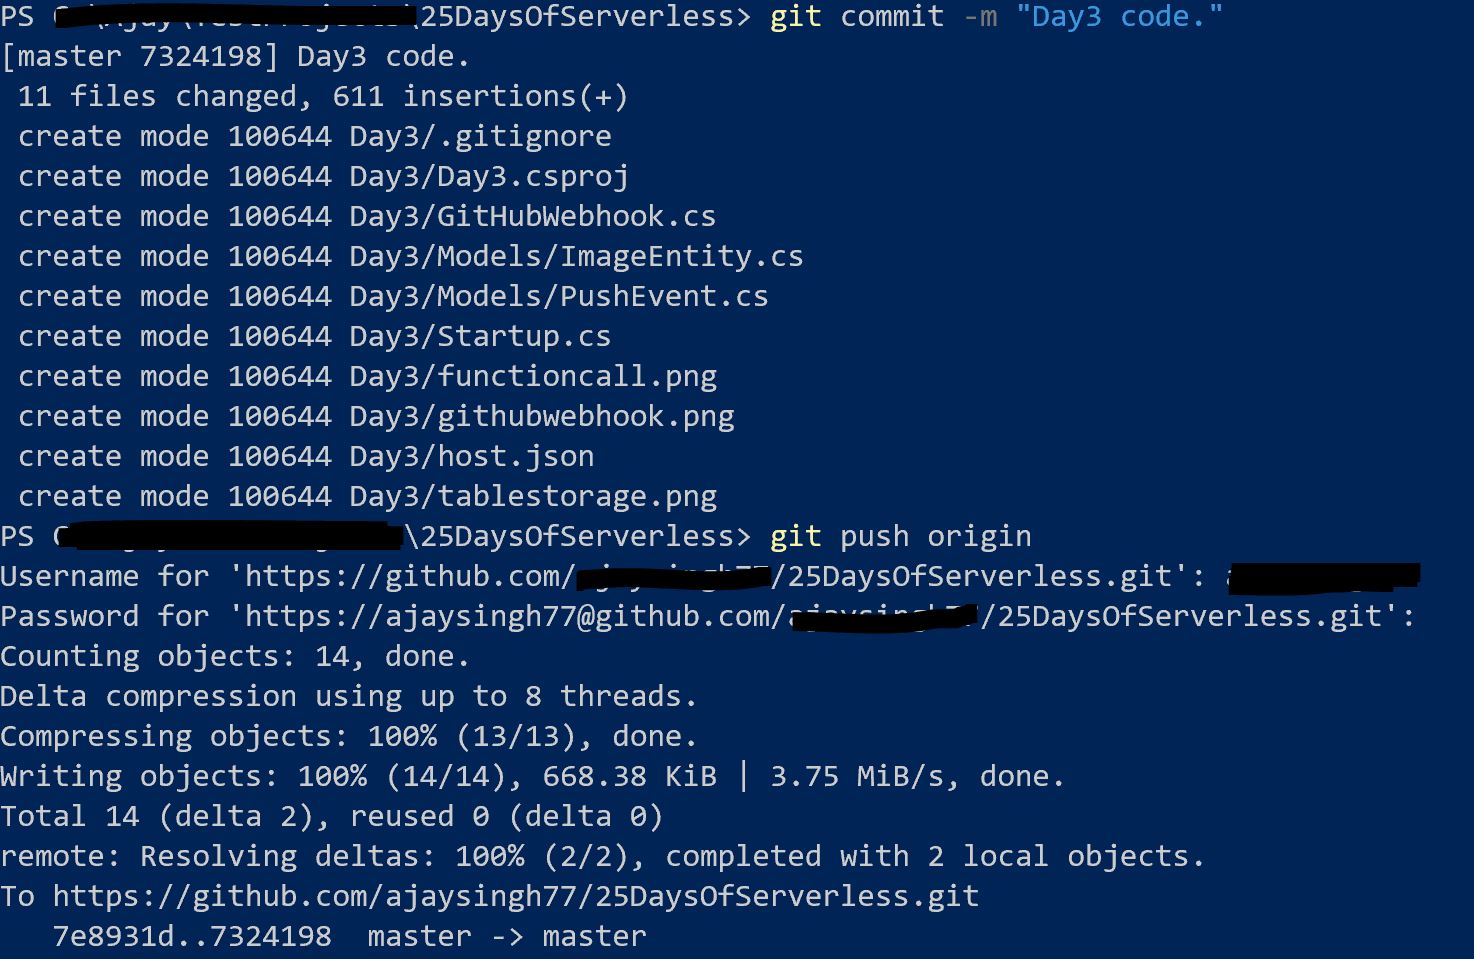 PS \25DaysOfServerless> git commit -m "Day3 code."
[master 7324198] Day3 code.
11 files changed, 611 insertions(+)
create mode 100644 Day3/.gitignore
create mode 100644 Day3/Day3.csproj
create mode 100644 Day3/GitHubWebhook.cs
create mode 100644 Day3/Models/ImageEntity.cs
create mode 100644 Day3/Models/PushEvent.cs
create mode 100644 Day3/Startup.cs
create mode 100644 Day3/functioncall.png
create mode 100644 Day3/githubwebhook.png
create mode 100644 Day3/host.json
create mode 100644 Day3/tablestorage.png
PS \25DaysOfServerless> git push origin
Username for 'https://github.com/ /25DaysOfServerless.git':
Password for 'https://ajaysingh77@github.com/ /25DaysOfServerless.git':
Counting objects: 14, done.
Delta compression using up to 8 threads.
Compressing objects: 100% (13/13), done.
Writing objects: 100% (14/14), 668.38 KiB | 3.75 MiB/s, done.
Total 14 (delta 2), reused 0 (delta 0)
remote: Resolving deltas: 100% (2/2), completed with 2 local objects.
To https://github.com/ajaysingh77/25DaysOfServerless.git
7e8931d..7324198 master -> master